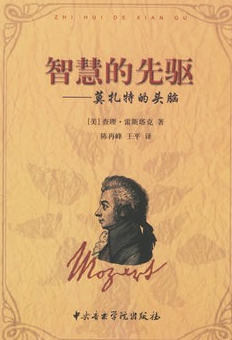 ZHI HUI DE XIAN QU
智慧的先驱
——莫扎特的头脑
[美]查理·雷斯塔克 著
陈再峰 王平 译
Mozart
中央音乐学院出版社